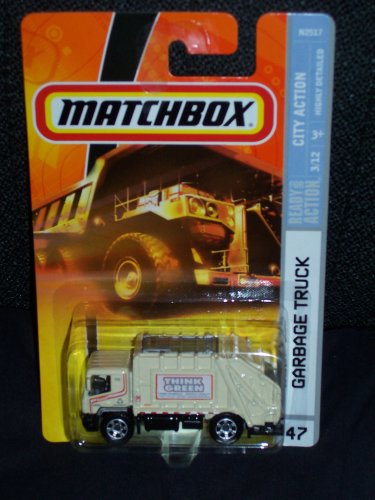 MATCHBOX
N2517
CITY ACTION
HIGHLY DETAILED
3/12
READY FOR ACTION
GARBAGE TRUCK
47
THINK
GREEN